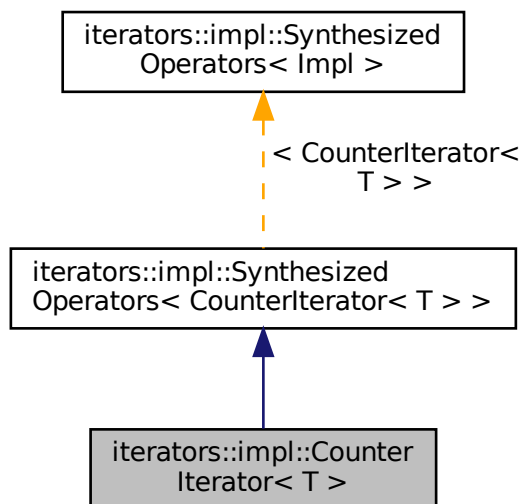 iterators::impl::Synthesized
Operators< Impl >
< CounterIterator<
T > >
iterators::impl::Synthesized
Operators< CounterIterator< T > >
iterators::impl::Counter
Iterator< T >